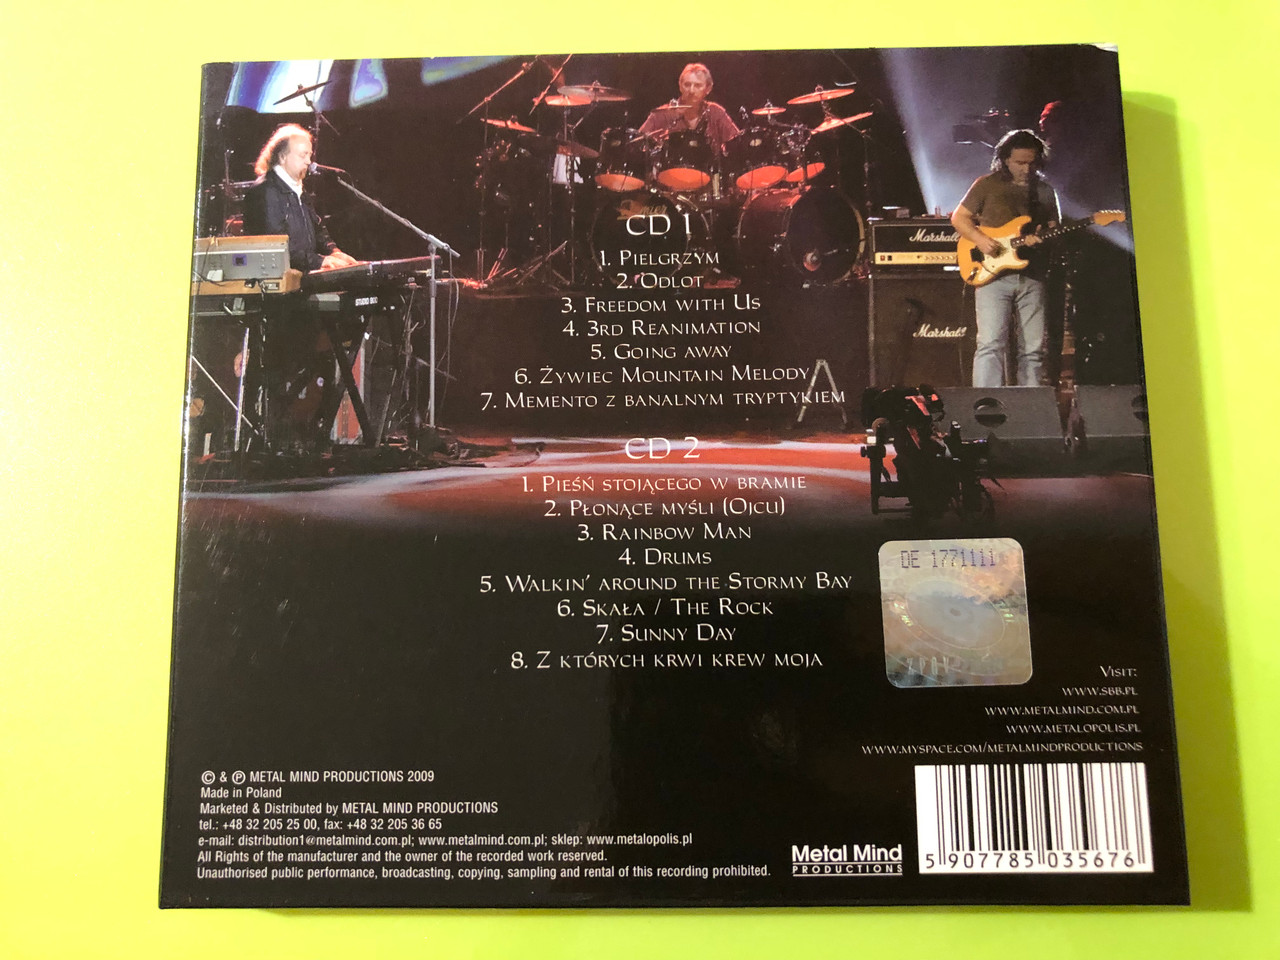 CD 1
1. Pielgrzym
2. Odlot
3. Freedom with Us
4. 3rd Reanimation
5. Going away
6. Żywiec Mountain Melody
7. Memento z banalnym tryptykiem
Marshall
Marshall
CD 2
1. Pieśń stojącego w bramie
2. Płonące myśli (Ojcu)
3. Rainbow Man
4. Drums
5. Walkin' around the Stormy Bay
6. Skała / The Rock
7. Sunny Day
8. Z których krwi krew moja
DE 1771111
Visit:
www.sbb.pl
www.metalmind.com.pl
www.metalopolis.pl
www.myspace.com/metalmindproductions
© & ℗ METAL MIND PRODUCTIONS 2009
Made in Poland
Marketed & Distributed by METAL MIND PRODUCTIONS
tel.: +48 32 205 25 00, fax: +48 32 205 36 65
e-mail: distribution1@metalmind.com.pl; www.metalmind.com.pl; sklep: www.metalopolis.pl
All Rights of the manufacturer and the owner of the recorded work reserved.
Unauthorised public performance, broadcasting, copying, sampling and rental of this recording prohibited.
Metal Mind
PRODUCTIONS
5 907785 035676